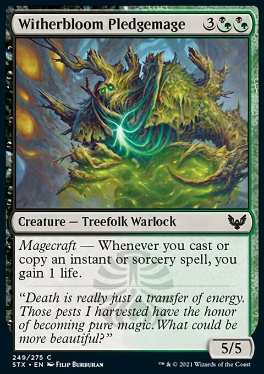 Witherbloom Pledgemage 3
Creature — Treefolk Warlock
Magecraft — Whenever you cast or
copy an instant or sorcery spell, you
gain 1 life.
“Death is really just a transfer of energy.
Those pests I harvested have the honor
of becoming pure magic. What could
be more beautiful?”
5/5
249/275 C
STX • EN FILIP BURBURAN
™ & © 2021 Wizards of the Coast